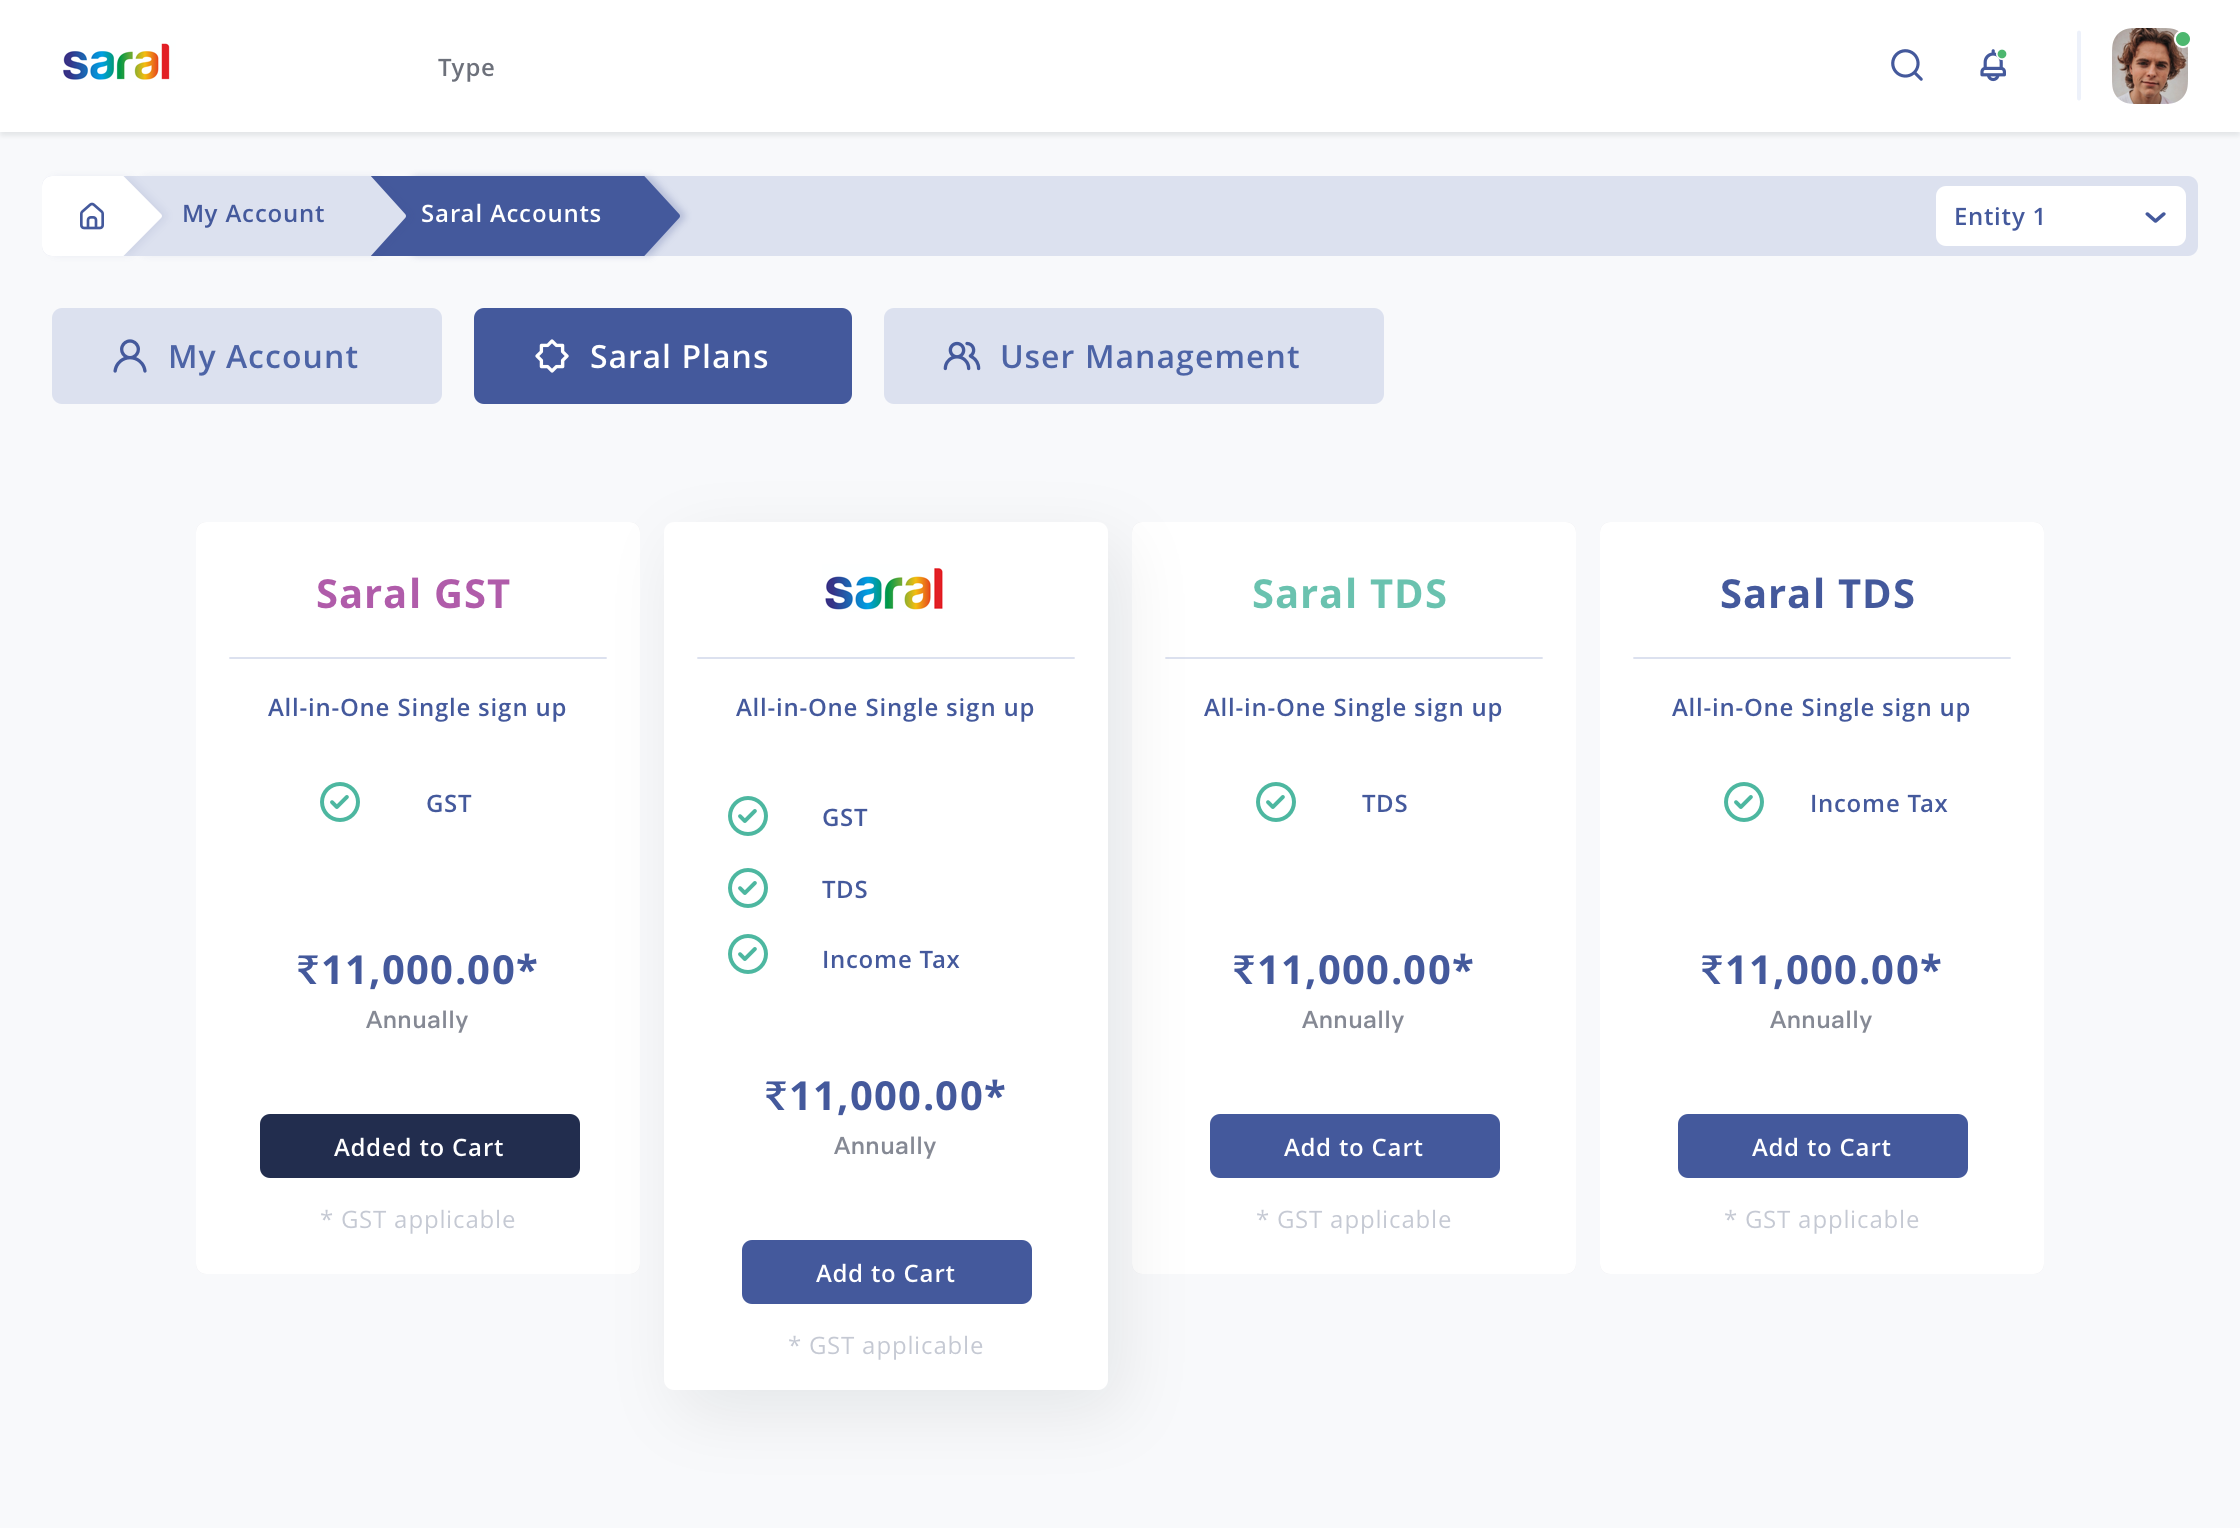 saral
Type
My Account
Saral Accounts
Entity 1
My Account
Saral Plans
User Management
Saral GST
All-in-One Single sign up
GST
₹11,000.00*
Annually
Added to Cart
* GST applicable
saral
All-in-One Single sign up
GST
TDS
Income Tax
₹11,000.00*
Annually
Add to Cart
* GST applicable
Saral TDS
All-in-One Single sign up
TDS
₹11,000.00*
Annually
Add to Cart
* GST applicable
Saral TDS
All-in-One Single sign up
Income Tax
₹11,000.00*
Annually
Add to Cart
* GST applicable